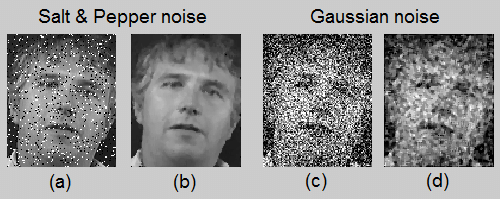 Salt & Pepper noise
Gaussian noise
(a)
(b)
(c)
(d)